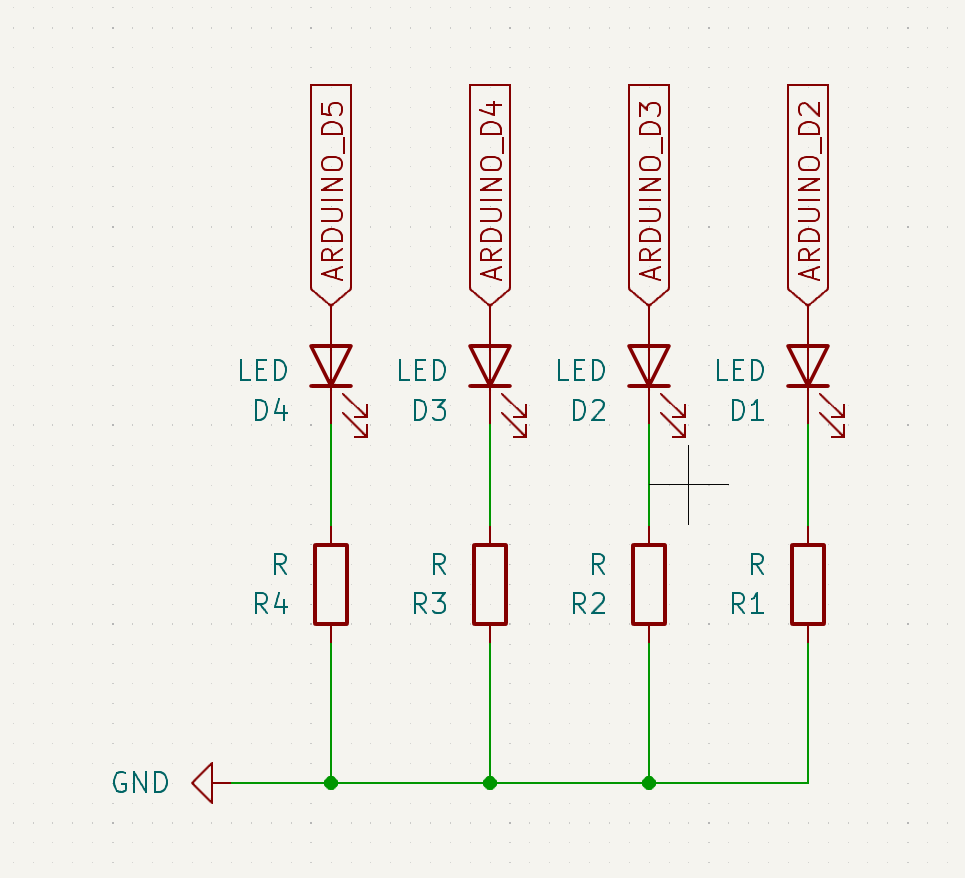 ARDUINO_D5
ARDUINO_D4
ARDUINO_D3
ARDUINO_D2
LED
D4
LED
D3
LED
D2
LED
D1
R
R4
R
R3
R
R2
R
R1
GND